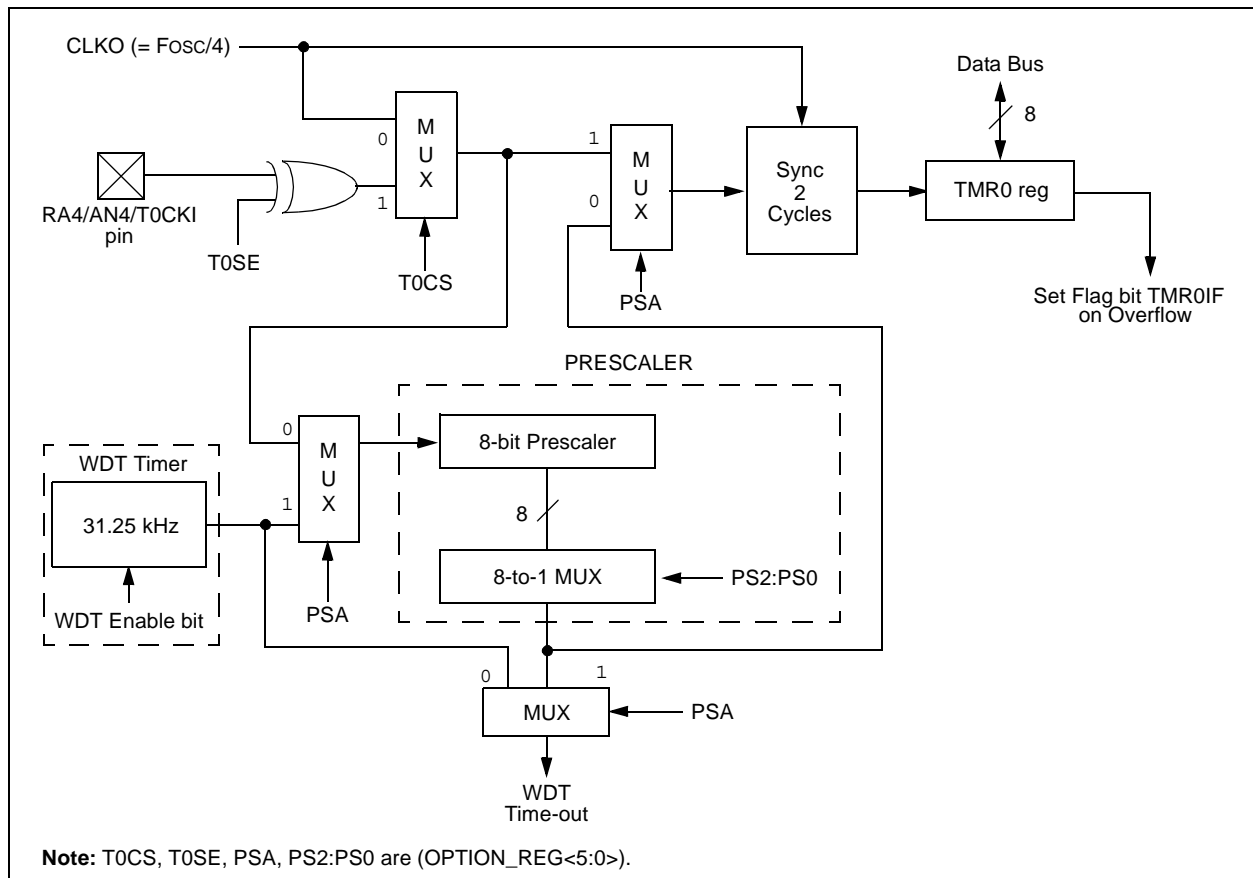 CLKO (= FOSC/4)
Data Bus
8
M
U
X
0
1
RA4/AN4/T0CKI
pin
T0SE
T0CS
1
0
M
U
X
PSA
Sync
2
Cycles
TMR0 reg
Set Flag bit TMR0IF
on Overflow
PRESCALER
0
1
M
U
X
PSA
8-bit Prescaler
8
8-to-1 MUX
PS2:PS0
WDT Timer
31.25 kHz
WDT Enable bit
0
1
MUX
PSA
WDT
Time-out
Note: T0CS, T0SE, PSA, PS2:PS0 are (OPTION_REG<5:0>).